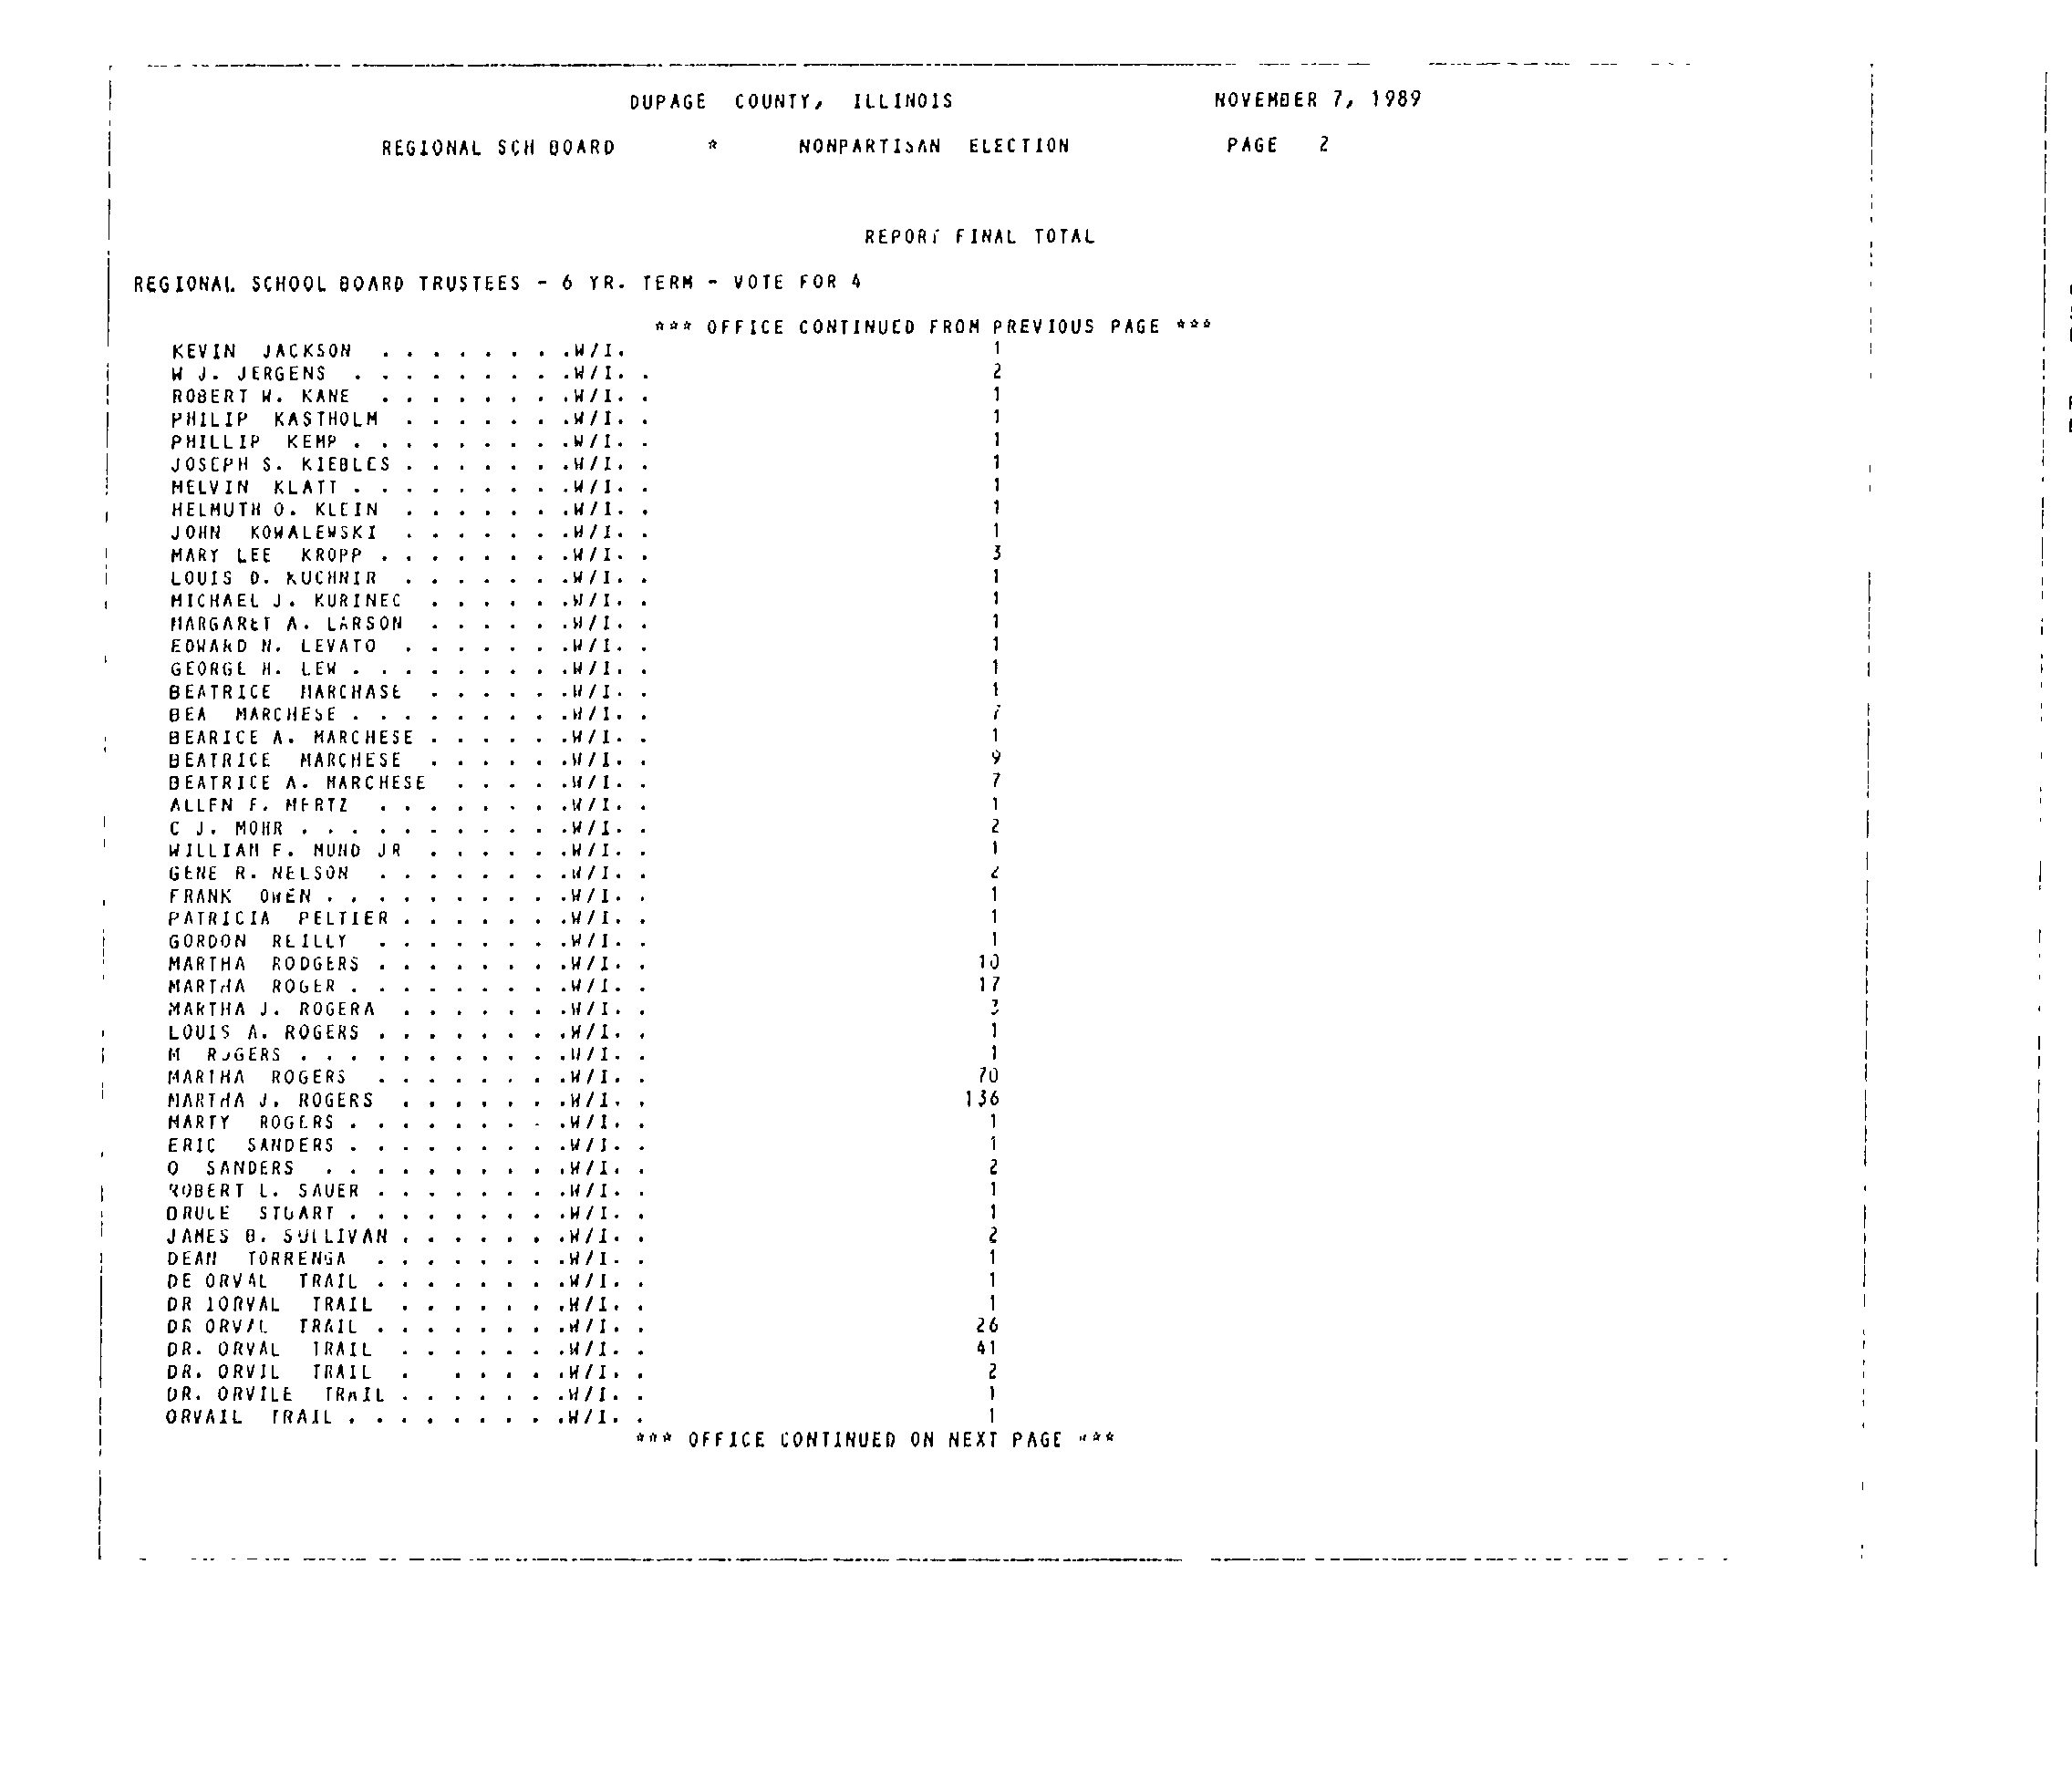 DUPAGE COUNTY, ILLINOIS NOVEMBER 7, 1989
REGIONAL SCH BOARD * NONPARTISAN ELECTION PAGE 2
REPORT FINAL TOTAL
REGIONAL SCHOOL BOARD TRUSTEES - 6 YR. TERM - VOTE FOR 4
*** OFFICE CONTINUED FROM PREVIOUS PAGE ***
KEVIN JACKSON . . . . . . . .W/I. 1
W J. JERGENS . . . . . . . . .W/I. . 2
ROBERT W. KANE . . . . . . . .W/I. . 1
PHILIP KASTHOLM . . . . . . .W/I. . 1
PHILLIP KEMP . . . . . . . . .W/I. . 1
JOSEPH S. KIEBLES . . . . . . .W/I. . 1
MELVIN KLATT . . . . . . . . .W/I. . 1
HELMUTH O. KLEIN . . . . . . .W/I. . 1
JOHN KOWALEWSKI . . . . . . .W/I. . 1
MARY LEE KROPP . . . . . . . .W/I. . 3
LOUIS D. KUCHNIR . . . . . . .W/I. . 1
MICHAEL J. KURINEC . . . . . .W/I. . 1
MARGARET A. LARSON . . . . . .W/I. . 1
EDWARD N. LEVATO . . . . . . .W/I. . 1
GEORGE H. LEW . . . . . . . . .W/I. . 1
BEATRICE MARCHASE . . . . . .W/I. . 1
BEA MARCHESE . . . . . . . . .W/I. . 7
BEARICE A. MARCHESE . . . . . .W/I. . 1
BEATRICE MARCHESE . . . . . .W/I. . 9
BEATRICE A. MARCHESE . . . . .W/I. . 7
ALLEN F. MERTZ . . . . . . . .W/I. . 1
C J. MOHR . . . . . . . . . . .W/I. . 2
WILLIAM F. MUND JR . . . . . .W/I. . 1
GENE R. NELSON . . . . . . . .W/I. . 2
FRANK OWEN . . . . . . . . . .W/I. . 1
PATRICIA PELTIER . . . . . . .W/I. . 1
GORDON REILLY . . . . . . . .W/I. . 1
MARTHA RODGERS . . . . . . . .W/I. . 10
MARTHA ROGER . . . . . . . . .W/I. . 17
MARTHA J. ROGERA . . . . . . .W/I. . 3
LOUIS A. ROGERS . . . . . . . .W/I. . 1
M ROGERS . . . . . . . . . . .W/I. . 1
MARTHA ROGERS . . . . . . . .W/I. . 70
MARTHA J. ROGERS . . . . . . .W/I. . 136
MARTY ROGERS . . . . . . . . .W/I. . 1
ERIC SANDERS . . . . . . . . .W/I. . 1
O SANDERS . . . . . . . . . .W/I. . 2
ROBERT L. SAUER . . . . . . . .W/I. . 1
STUART . . . . . . . . .W/I. . 1
JAMES B. SULLIVAN . . . . . . .W/I. . 2
DEAN TORRENGA . . . . . . . .W/I. . 1
DE ORVAL TRAIL . . . . . . . .W/I. . 1
DR IORVAL TRAIL . . . . . . .W/I. . 1
DR ORVAL TRAIL . . . . . . . .W/I. . 26
DR. ORVAL TRAIL . . . . . . .W/I. . 41
DR. ORVIL TRAIL . . . . . .W/I. . 2
DR. ORVILE TRAIL . . . . . . .W/I. . 1
ORVAIL TRAIL . . . . . . . . .W/I. . 1
*** OFFICE CONTINUED ON NEXT PAGE ***